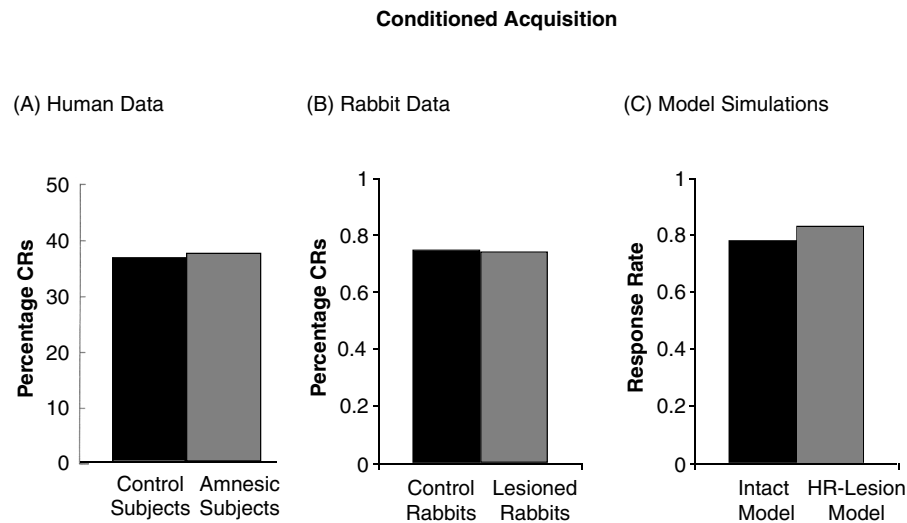 Conditioned Acquisition
(A) Human Data
(B) Rabbit Data
(C) Model Simulations
Percentage CRs
50
40
30
20
10
0
Control Subjects
Amnesic Subjects
Percentage CRs
1
0.8
0.6
0.4
0.2
0
Control Rabbits
Lesioned Rabbits
Response Rate
1
0.8
0.6
0.4
0.2
0
Intact Model
HR-Lesion Model